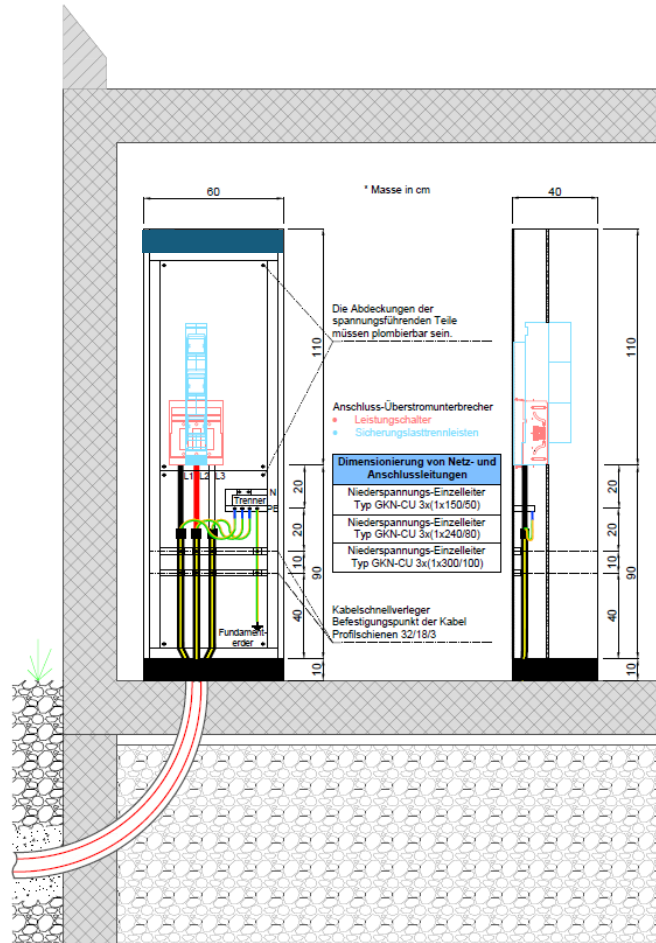 60
* Masse in cm
40
Die Abdeckungen der
spannungsführenden Teile
müssen plombierbar sein.
110
110
Anschluss-Überstromunterbrecher
Leistungschalter
Sicherungslasttrennleisten
Dimensionierung von Netz- und
Anschlussleitungen
Niederspannungs-Einzelleiter
Typ GKN-CU 3x(1x150/50)
Niederspannungs-Einzelleiter
Typ GKN-CU 3x(1x240/80)
Niederspannungs-Einzelleiter
Typ GKN-CU 3x(1x300/100)
L1 L2 L3
N
Trenner
PE
20
20
20
20
10
10
90
90
40
40
10
10
Kabelschnellverleger
Befestigungspunkt der Kabel
Profilschienen 32/18/3
Fundament-
erder